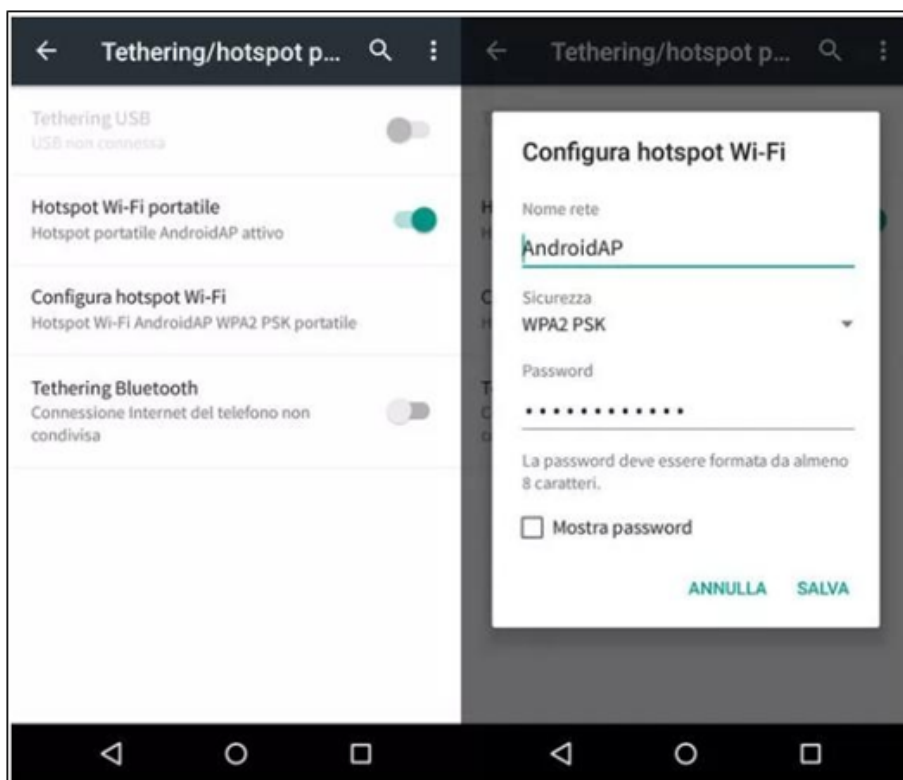 Tethering/hotspot p...
Tethering USB
USB non connessa
Hotspot Wi-Fi portatile
Hotspot portatile AndroidAP attivo
Configura hotspot Wi-Fi
Hotspot Wi-Fi AndroidAP WPA2 PSK portatile
Tethering Bluetooth
Connessione Internet del telefono non
condivisa
Tethering/hotspot p...
Configura hotspot Wi-Fi
Nome rete
AndroidAP
Sicurezza
WPA2 PSK
Password
••••••••••••
La password deve essere formata da almeno
8 caratteri.
Mostra password
ANNULLA SALVA